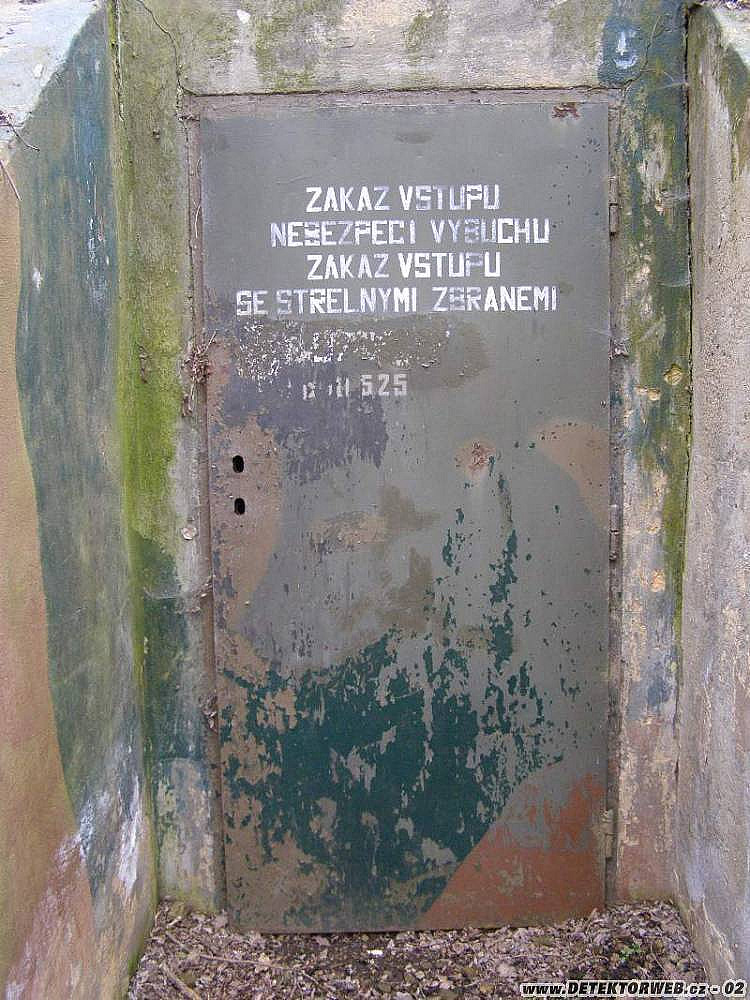 ZAKAZ VSTUPU
NEBEZPECI VYBUCHU
ZAKAZ VSTUPU
SE STRELNYMI ZBRANEMI
525
www.DETEKTORWEB.cz - 02